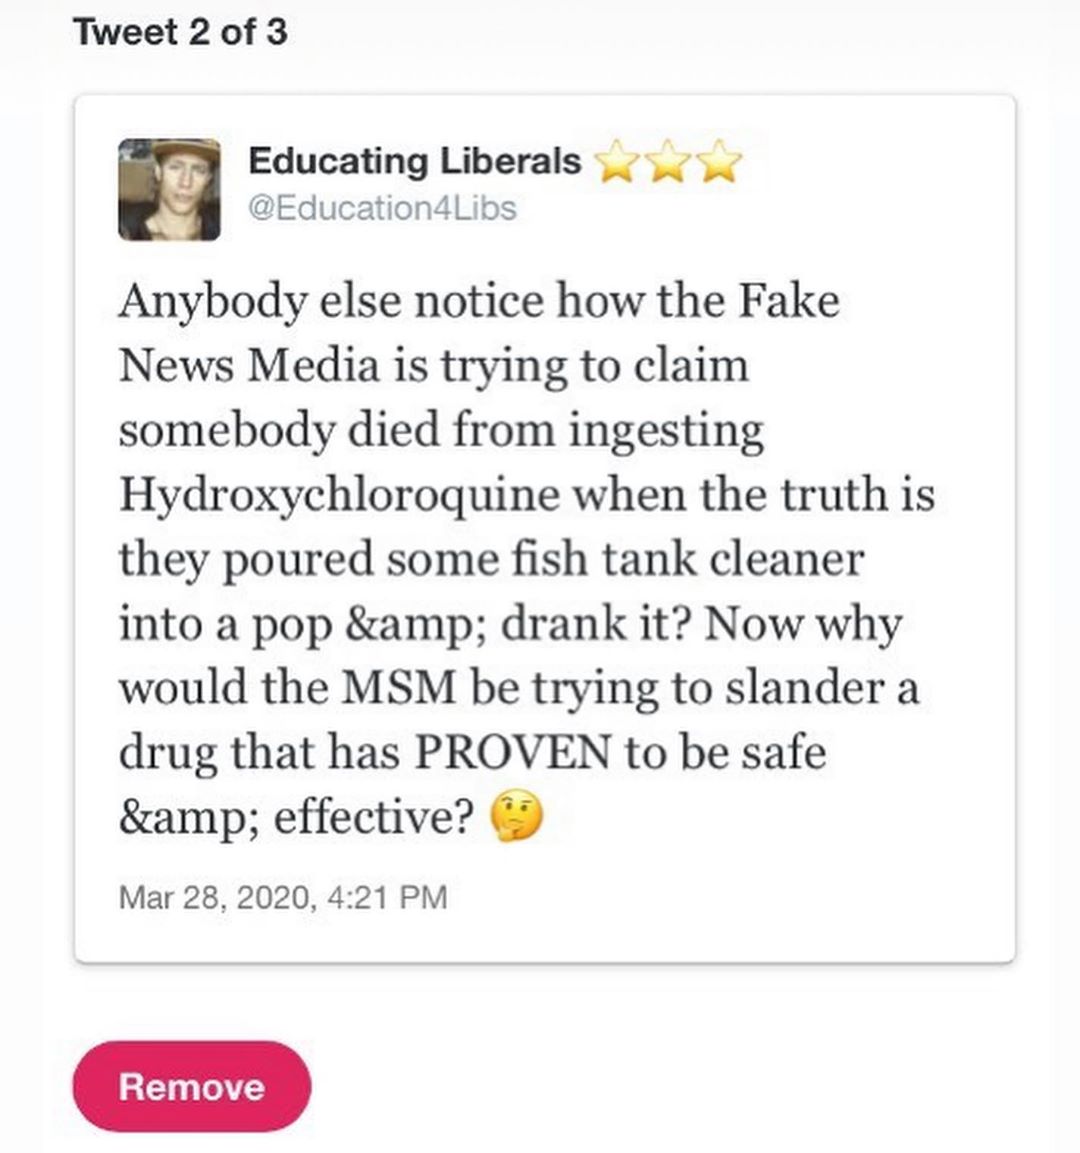 Tweet 2 of 3
Educating Liberals ⭐⭐⭐
@Education4Libs
Anybody else notice how the Fake
News Media is trying to claim
somebody died from ingesting
Hydroxychloroquine when the truth is
they poured some fish tank cleaner
into a pop &amp; drank it? Now why
would the MSM be trying to slander a
drug that has PROVEN to be safe
&amp; effective? 🤔
Mar 28, 2020, 4:21 PM
Remove